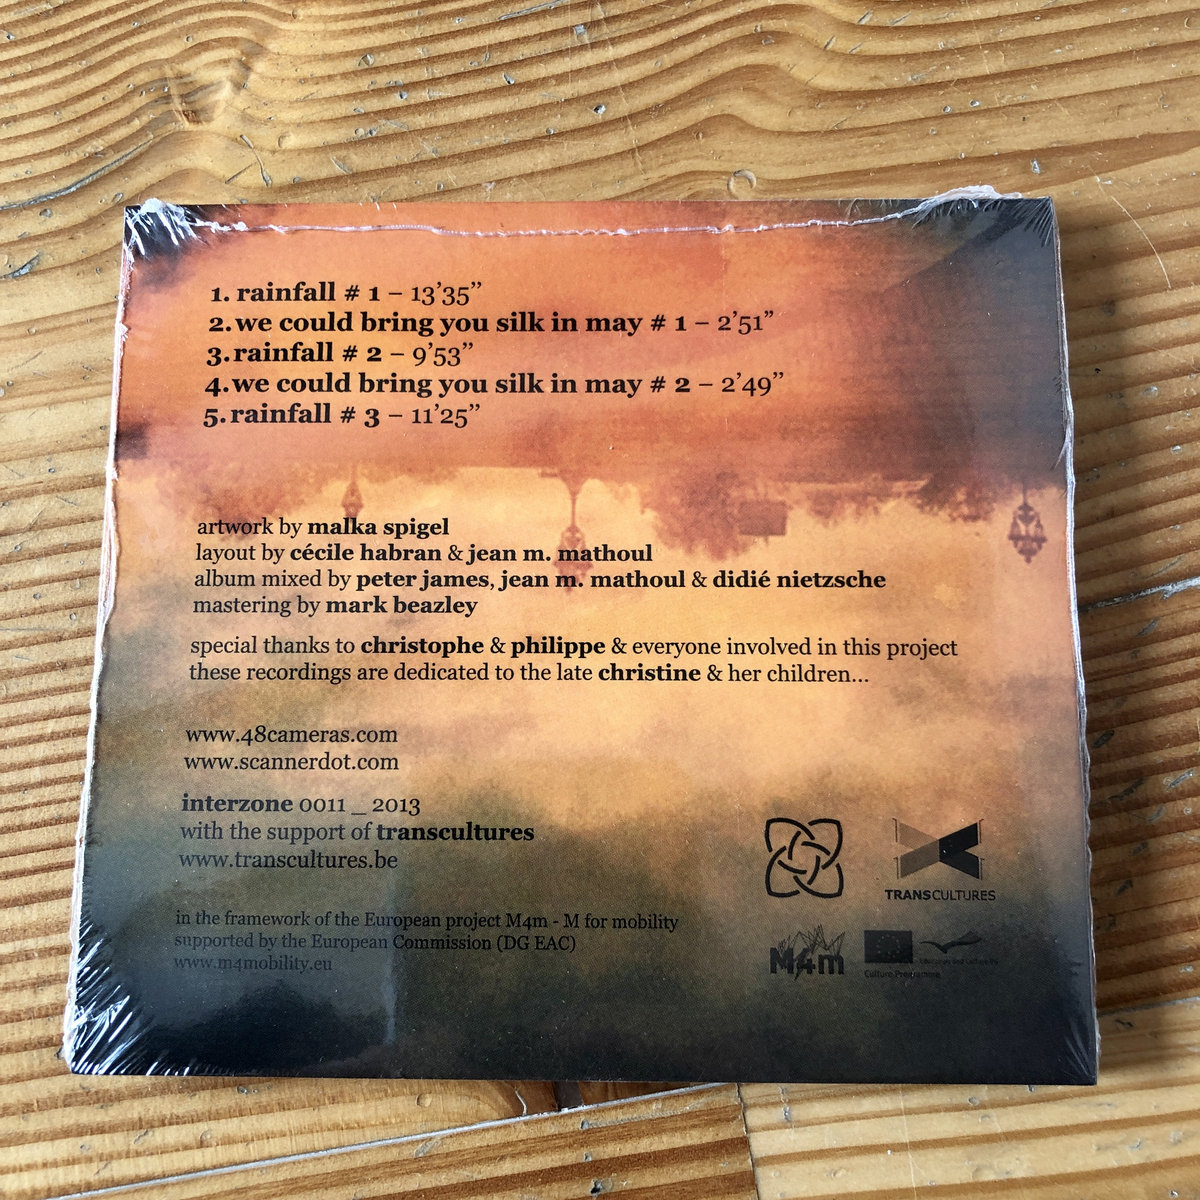 1. rainfall # 1 – 13’35’’
2. we could bring you silk in may # 1 – 2’51’’
3. rainfall # 2 – 9’53’’
4. we could bring you silk in may # 2 – 2’49’’
5. rainfall # 3 – 11’25’’
artwork by malka spigel
layout by cécile habran & jean m. mathoul
album mixed by peter james, jean m. mathoul & didié nietzsche
mastering by mark beazley
special thanks to christophe & philippe & everyone involved in this project
these recordings are dedicated to the late christine & her children...
www.48cameras.com
www.scannerdot.com
interzone 0011 _ 2013
with the support of transcultures
www.transcultures.be
TRANSCULTURES
in the framework of the European project M4m - M for mobility
supported by the European Commission (DG EAC)
www.m4mobility.eu
M4m
Education and Culture DG
Culture Programme